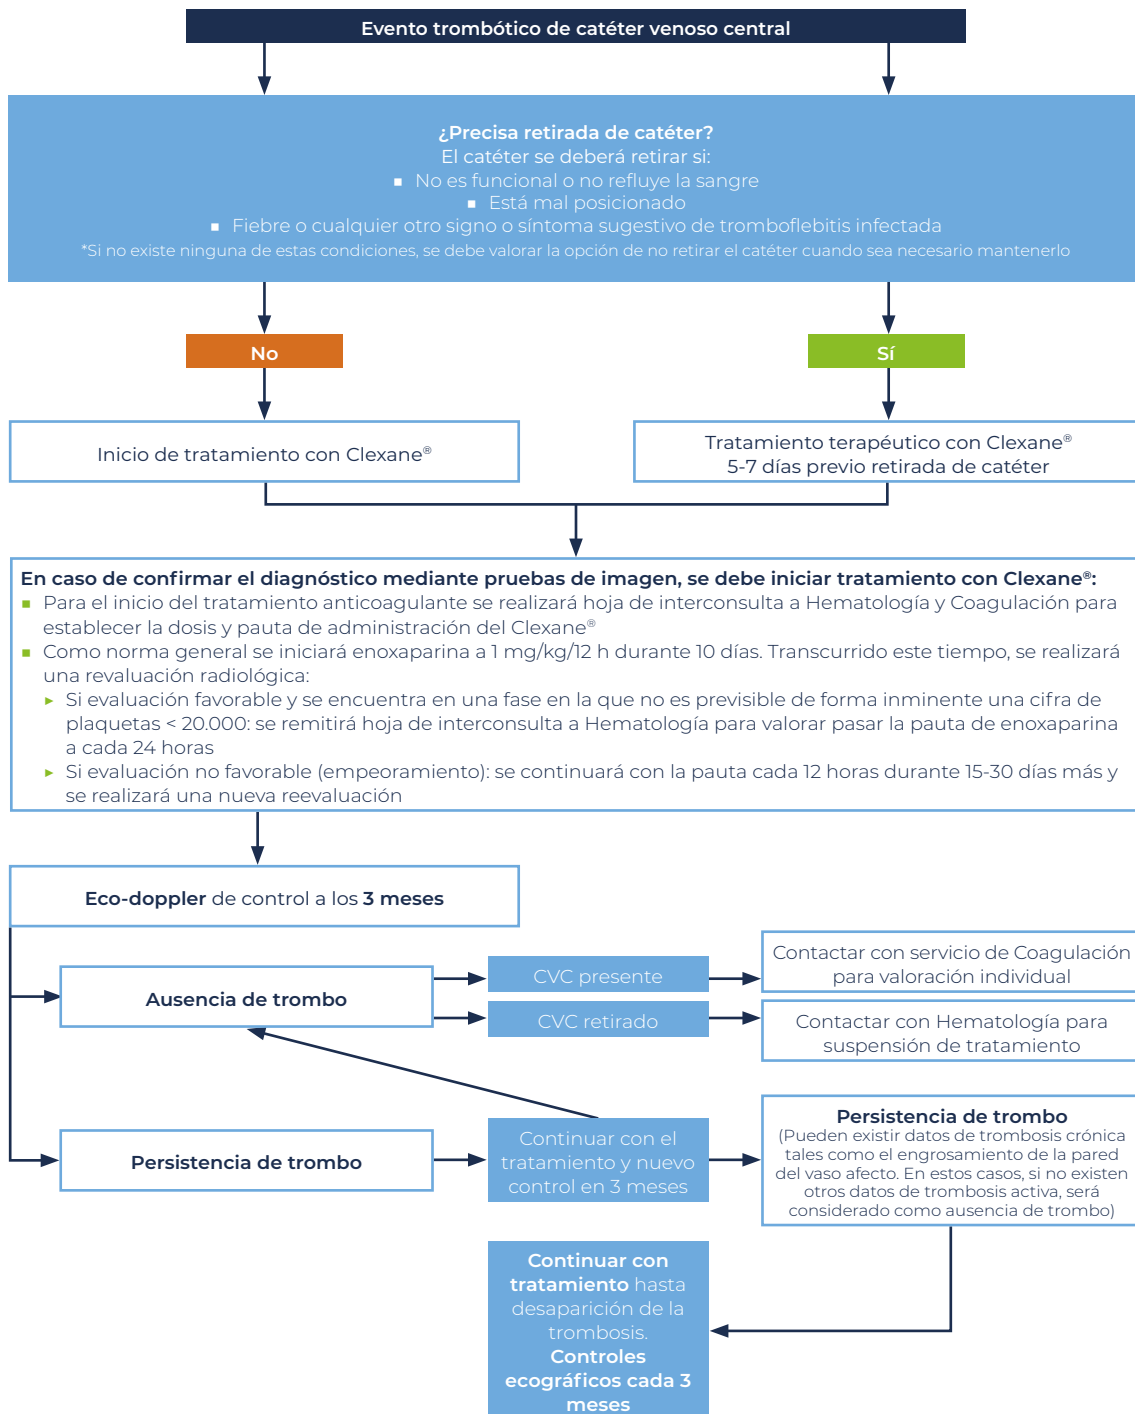 Evento trombótico de catéter venoso central
¿Precisa retirada de catéter?
El catéter se deberá retirar si:
▪ No es funcional o no refluye la sangre
▪ Está mal posicionado
▪ Fiebre o cualquier otro signo o síntoma sugestivo de tromboflebitis infectada
*Si no existe ninguna de estas condiciones, se debe valorar la opción de no retirar el catéter cuando sea necesario mantenerlo
No
Sí
Inicio de tratamiento con Clexane®
Tratamiento terapéutico con Clexane®
5-7 días previo retirada de catéter
En caso de confirmar el diagnóstico mediante pruebas de imagen, se debe iniciar tratamiento con Clexane®:
▪ Para el inicio del tratamiento anticoagulante se realizará hoja de interconsulta a Hematología y Coagulación para
establecer la dosis y pauta de administración del Clexane®
▪ Como norma general se iniciará enoxaparina a 1 mg/kg/12 h durante 10 días. Transcurrido este tiempo, se realizará
una revaluación radiológica:
▸ Si evaluación favorable y se encuentra en una fase en la que no es previsible de forma inminente una cifra de
plaquetas < 20.000: se remitirá hoja de interconsulta a Hematología para valorar pasar la pauta de enoxaparina
a cada 24 horas
▸ Si evaluación no favorable (empeoramiento): se continuará con la pauta cada 12 horas durante 15-30 días más y
se realizará una nueva reevaluación
Eco-doppler de control a los 3 meses
Ausencia de trombo
CVC presente
Contactar con servicio de Coagulación
para valoración individual
CVC retirado
Contactar con Hematología para
suspensión de tratamiento
Persistencia de trombo
Continuar con el
tratamiento y nuevo
control en 3 meses
Persistencia de trombo
(Pueden existir datos de trombosis crónica
tales como el engrosamiento de la pared
del vaso afecto. En estos casos, si no existen
otros datos de trombosis activa, será
considerado como ausencia de trombo)
Continuar con
tratamiento hasta
desaparición de la
trombosis.
Controles
ecográficos cada 3
meses